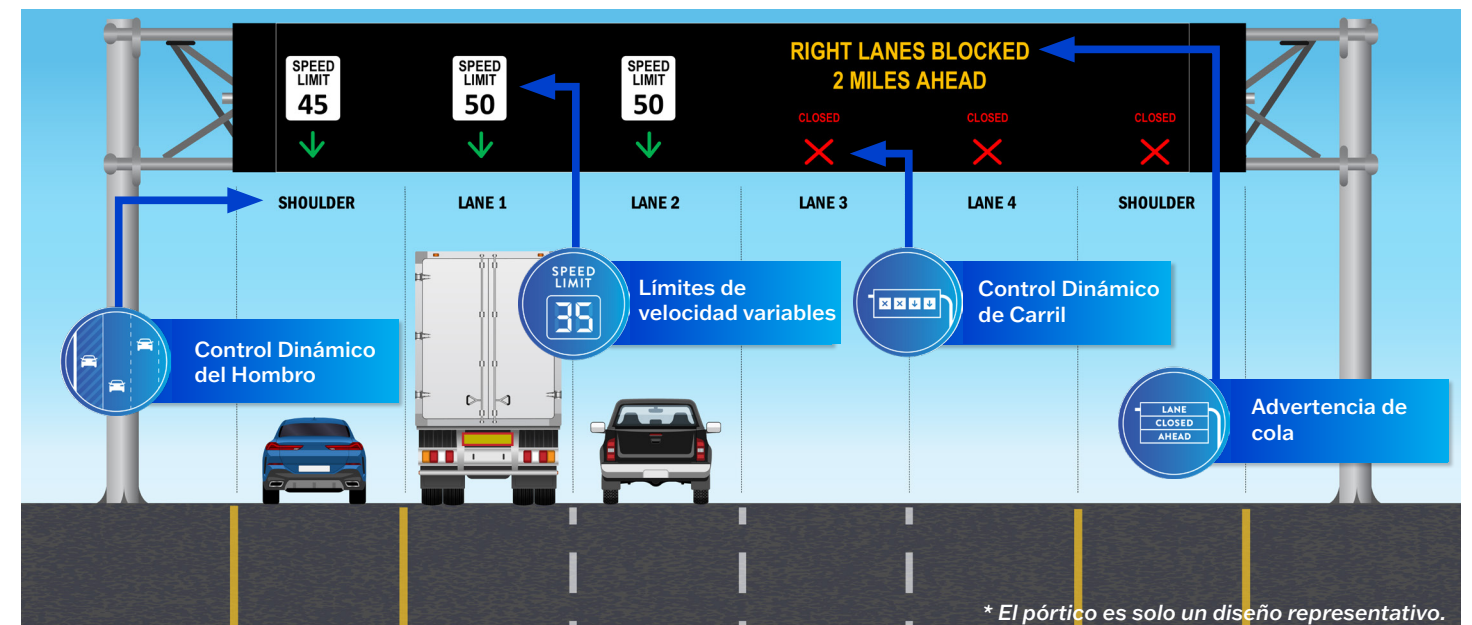 SPEED
LIMIT
45
SPEED
LIMIT
50
SPEED
LIMIT
50
RIGHT LANES BLOCKED
2 MILES AHEAD
CLOSED
CLOSED
CLOSED
SHOULDER
LANE 1
LANE 2
LANE 3
LANE 4
SHOULDER
SPEED
LIMIT
35
Límites de
velocidad variables
Control Dinámico
de Carril
Control Dinámico
del Hombro
LANE
CLOSED
AHEAD
Advertencia de
cola
* El pórtico es solo un diseño representativo.